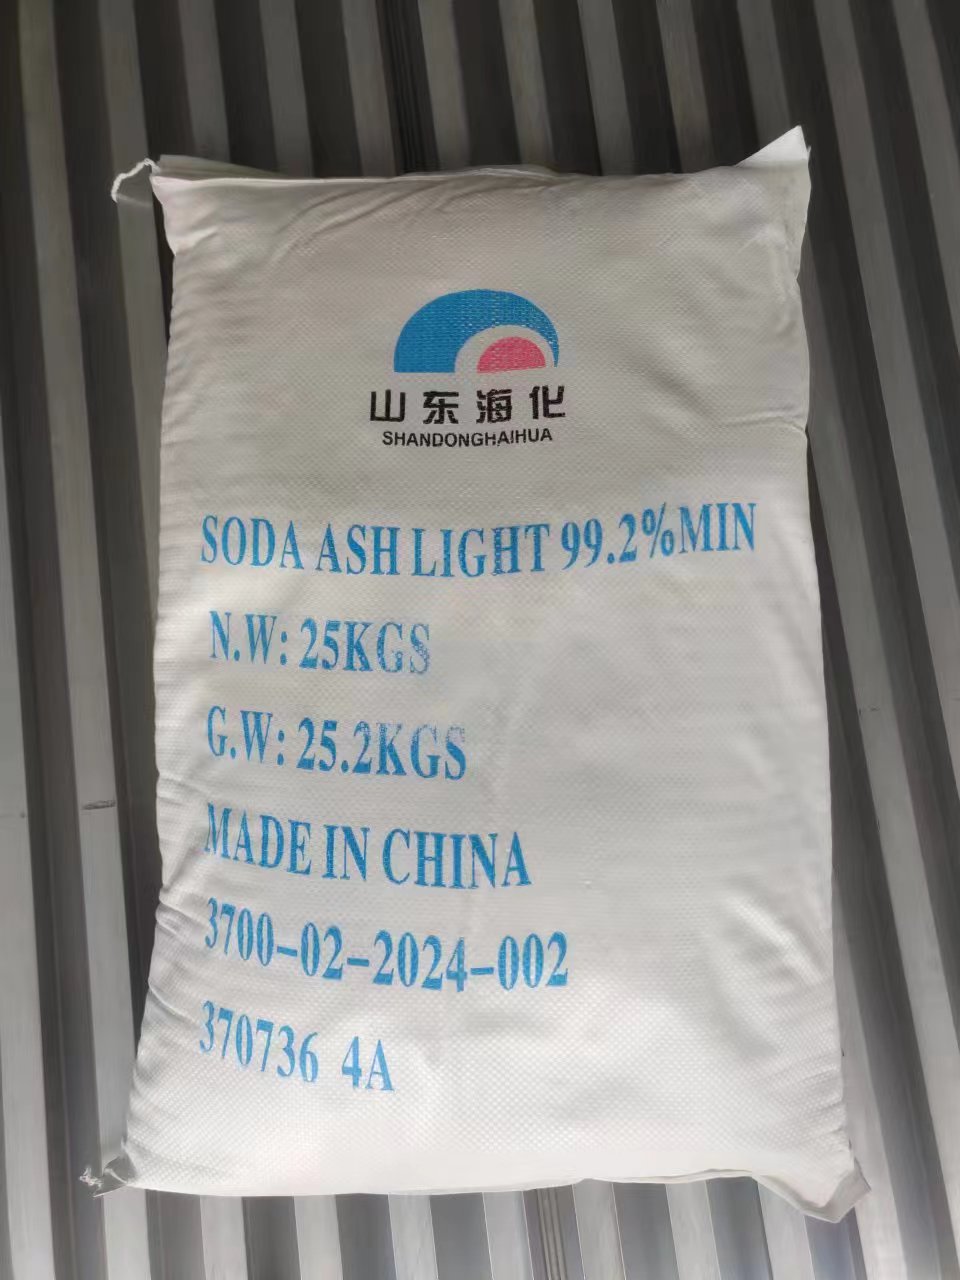 山东海化
SHANDONGHAIHUA
SODA ASH LIGHT 99.2%MIN
N.W: 25KGS
G.W: 25.2KGS
MADE IN CHINA
3700-02-2024-002
370736 4A